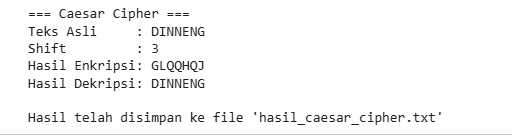 === Caesar Cipher ===
Teks Asli     : DINNENG
Shift         : 3
Hasil Enkripsi: GLQQHQJ
Hasil Dekripsi: DINNENG

Hasil telah disimpan ke file 'hasil_caesar_cipher.txt'